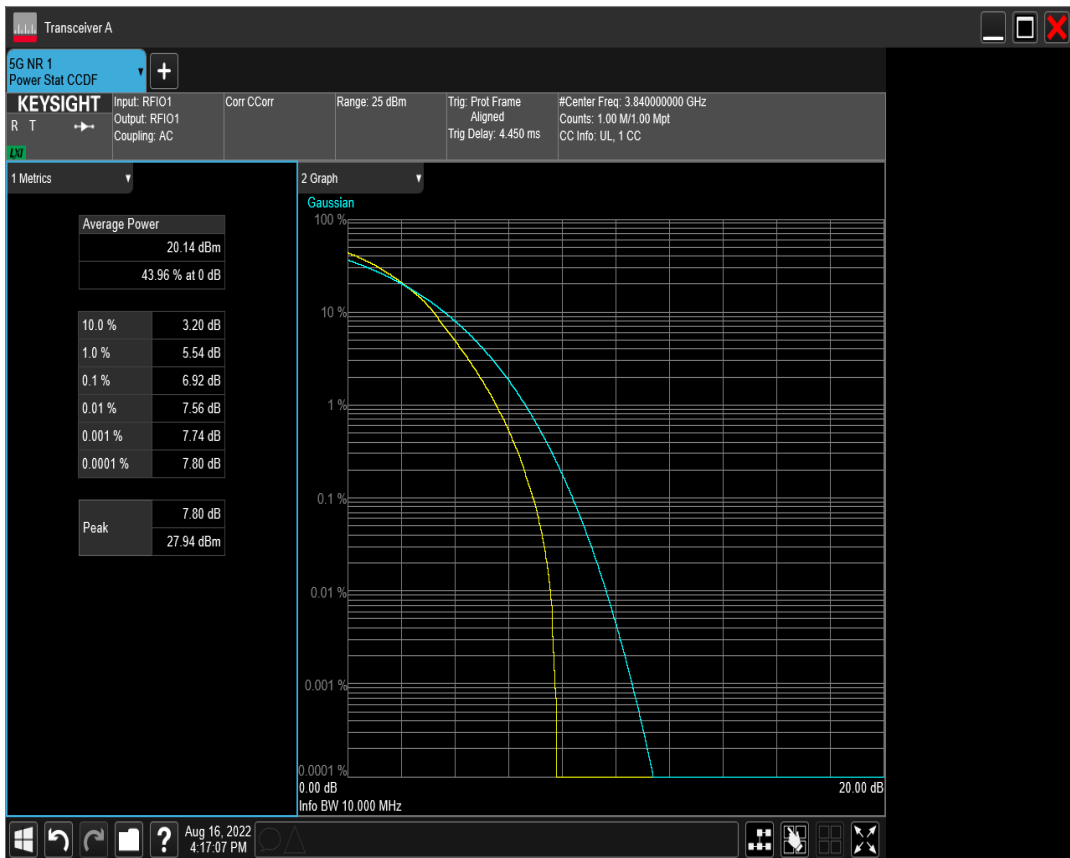 Transceiver A
5G NR 1
Power Stat CCDF
KEYSIGHT
R T
LXI
Input: RFIO1
Output: RFIO1
Coupling: AC
Corr CCorr
Range: 25 dBm
Trig: Prot Frame
Aligned
Trig Delay: 4.450 ms
#Center Freq: 3.840000000 GHz
Counts: 1.00 M/1.00 Mpt
CC Info: UL, 1 CC
1 Metrics
Average Power
20.14 dBm
43.96 % at 0 dB
10.0 % 3.20 dB
1.0 % 5.54 dB
0.1 % 6.92 dB
0.01 % 7.56 dB
0.001 % 7.74 dB
0.0001 % 7.80 dB
Peak
7.80 dB
27.94 dBm
2 Graph
Gaussian
100 %
10 %
1 %
0.1 %
0.01 %
0.001 %
0.0001 %
0.00 dB 20.00 dB
Info BW 10.000 MHz
?
Aug 16, 2022
4:17:07 PM